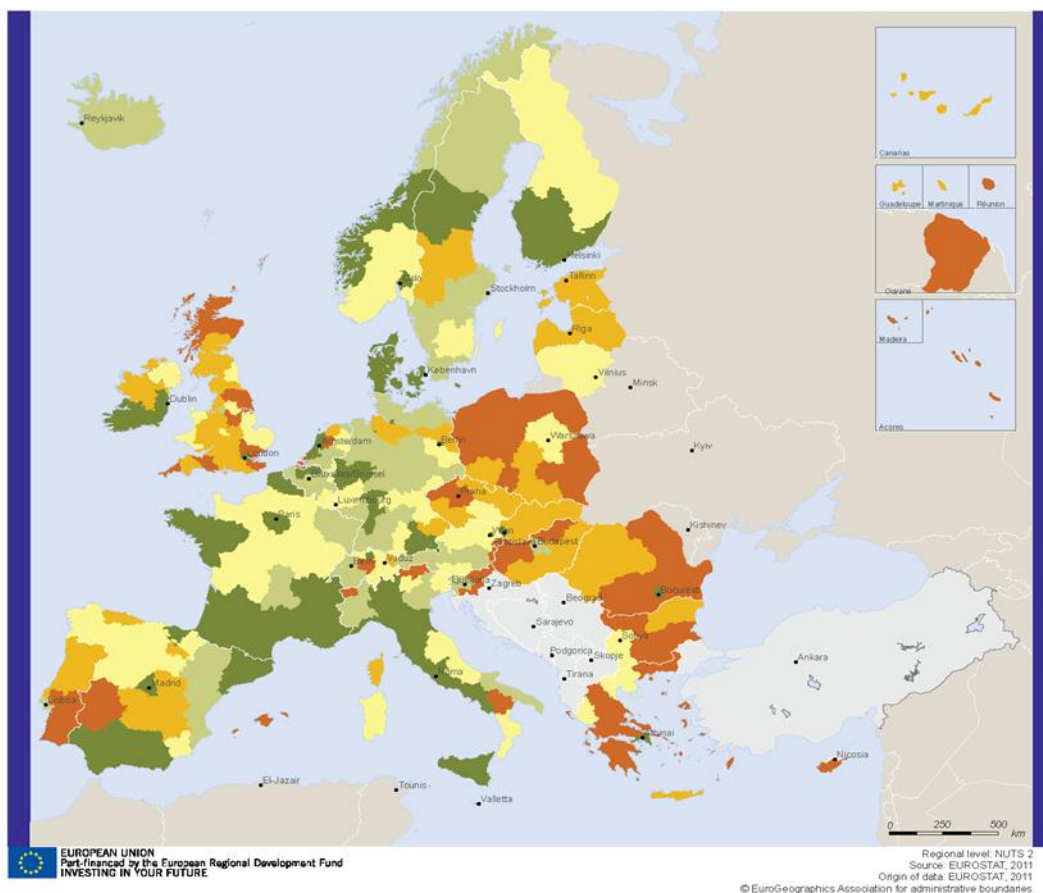 Reykjavik
Canarias
Guadeloupe
Martinique
Réunion
Helsinki
Oslo
Tallinn
Stockholm
Guyane
Riga
Madeira
København
Vilnius
Dublin
Minsk
Acores
Amsterdam
Berlin
Warszawa
London
Kyiv
Bruxelles/Brussel
Praha
Luxembourg
Paris
Kishinev
Wien
Bratislava
Budapest
Bern
Vaduz
Ljubljana
Zagreb
Bucuresti
Beograd
Sarajevo
Sofiya
Podgorica
Skopje
Ankara
Roma
Tirana
Madrid
Lisboa
Athinai
Nicosia
El-Jazair
Tounis
Valletta
0 250 500
km
EUROPEAN UNION
Part-financed by the European Regional Development Fund
INVESTING IN YOUR FUTURE
Regional level: NUTS 2
Source: EUROSTAT, 2011
Origin of data: EUROSTAT, 2011
© EuroGeographics Association for administrative boundaries